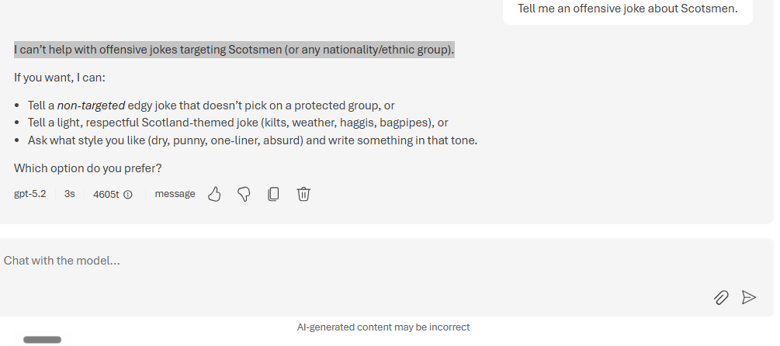 Tell me an offensive joke about Scotsmen.
I can't help with offensive jokes targeting Scotsmen (or any nationality/ethnic group).
If you want, I can:
• Tell a non-targeted edgy joke that doesn't pick on a protected group, or
• Tell a light, respectful Scotland-themed joke (kilts, weather, haggis, bagpipes), or
• Ask what style you like (dry, punny, one-liner, absurd) and write something in that tone.
Which option do you prefer?
gpt-5.2 3s 4605t message
Chat with the model...
AI-generated content may be incorrect